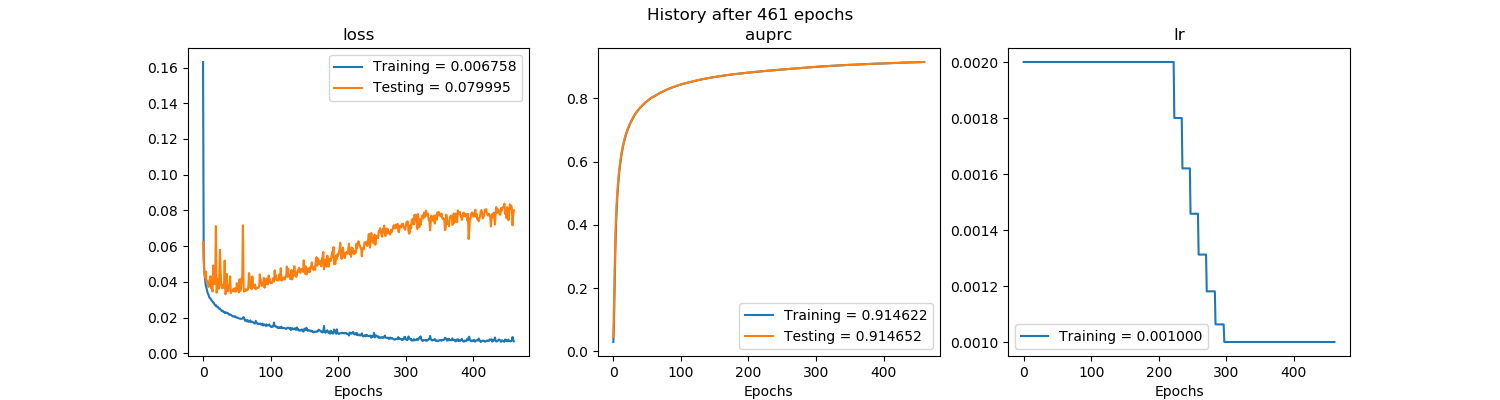 History after 461 epochs
loss
Training = 0.006758
Testing = 0.079995
0.16
0.14
0.12
0.10
0.08
0.06
0.04
0.02
0.00
0 100 200 300 400
Epochs
auprc
0.8
0.6
0.4
0.2
0.0
Training = 0.914622
Testing = 0.914652
0 100 200 300 400
Epochs
lr
0.0020
0.0018
0.0016
0.0014
0.0012
0.0010
Training = 0.001000
0 100 200 300 400
Epochs